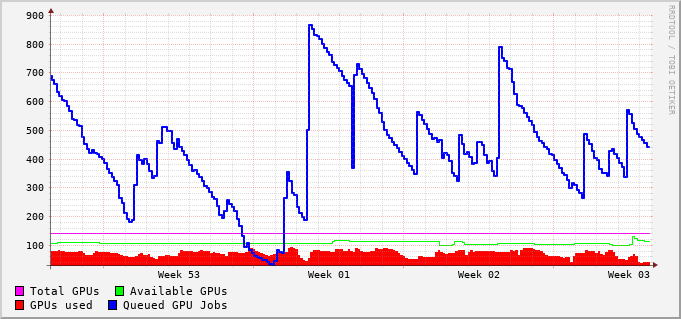 900
800
700
600
500
400
300
200
100
Week 53 Week 01 Week 02 Week 03
Total GPUs Available GPUs
GPUs used Queued GPU Jobs
RRDTOOL / TOBI OETIKER